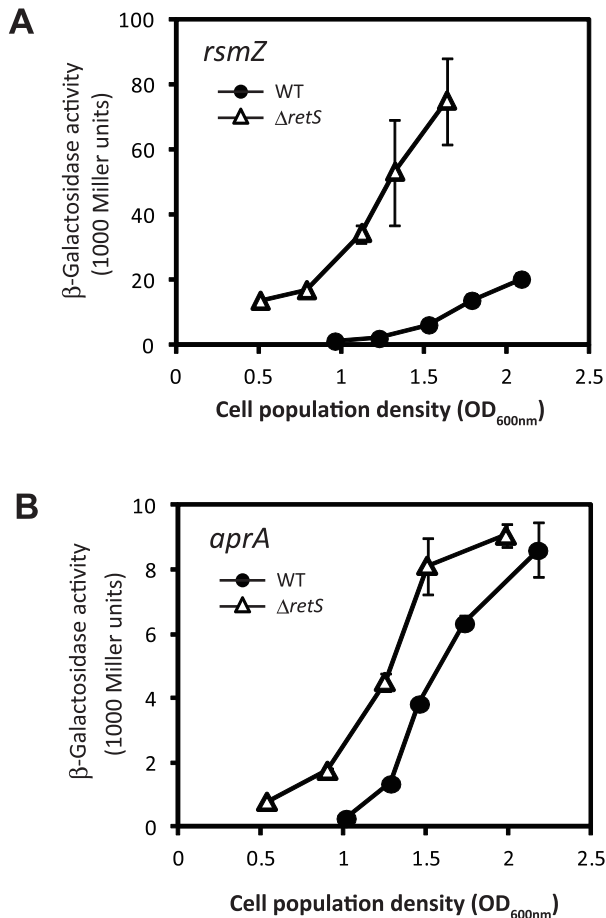 A
100
80
60
40
20
0
rsmZ
WT
ΔretS
β-Galactosidase activity
(1000 Miller units)
0 0.5 1 1.5 2 2.5
Cell population density (OD600nm)
B
10
8
6
4
2
0
aprA
WT
ΔretS
β-Galactosidase activity
(1000 Miller units)
0 0.5 1 1.5 2 2.5
Cell population density (OD600nm)